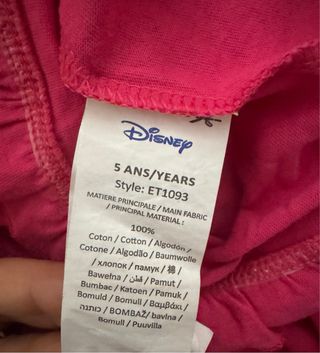 Disney
5 ANS/YEARS
Style: ET1093
MATIERE PRINCIPALE / MAIN FABRIC
/ PRINCIPAL MATERIAL :
100%
Coton / Cotton / Algodón /
Cotone / Algodão / Baumwolle
/ хлопок / памук / 棉 /
Bawełna / قطن / Pamut /
Bumbac / Katoen / Pamuk /
Bomuld / Bomull / Βαμβάκι /
כותנה / BOMBAŽ/ bavlna /
Bomull / Puuvilla